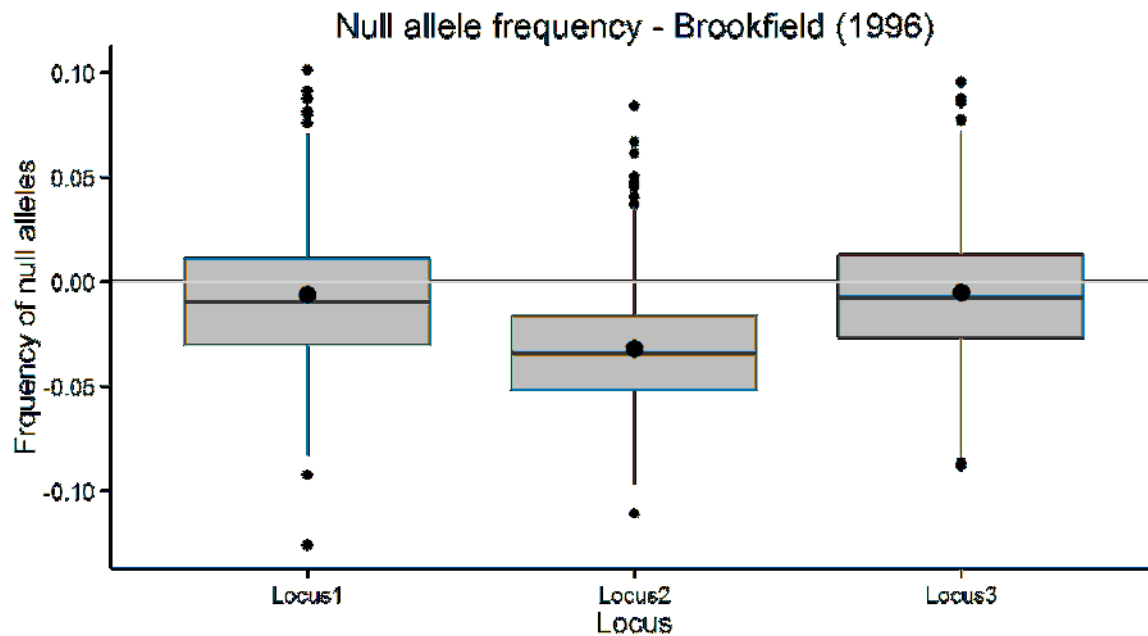 Null allele frequency - Brookfield (1996)
Frquency of null alleles
0.10
0.05
0.00
-0.05
-0.10
Locus1
Locus2
Locus3
Locus